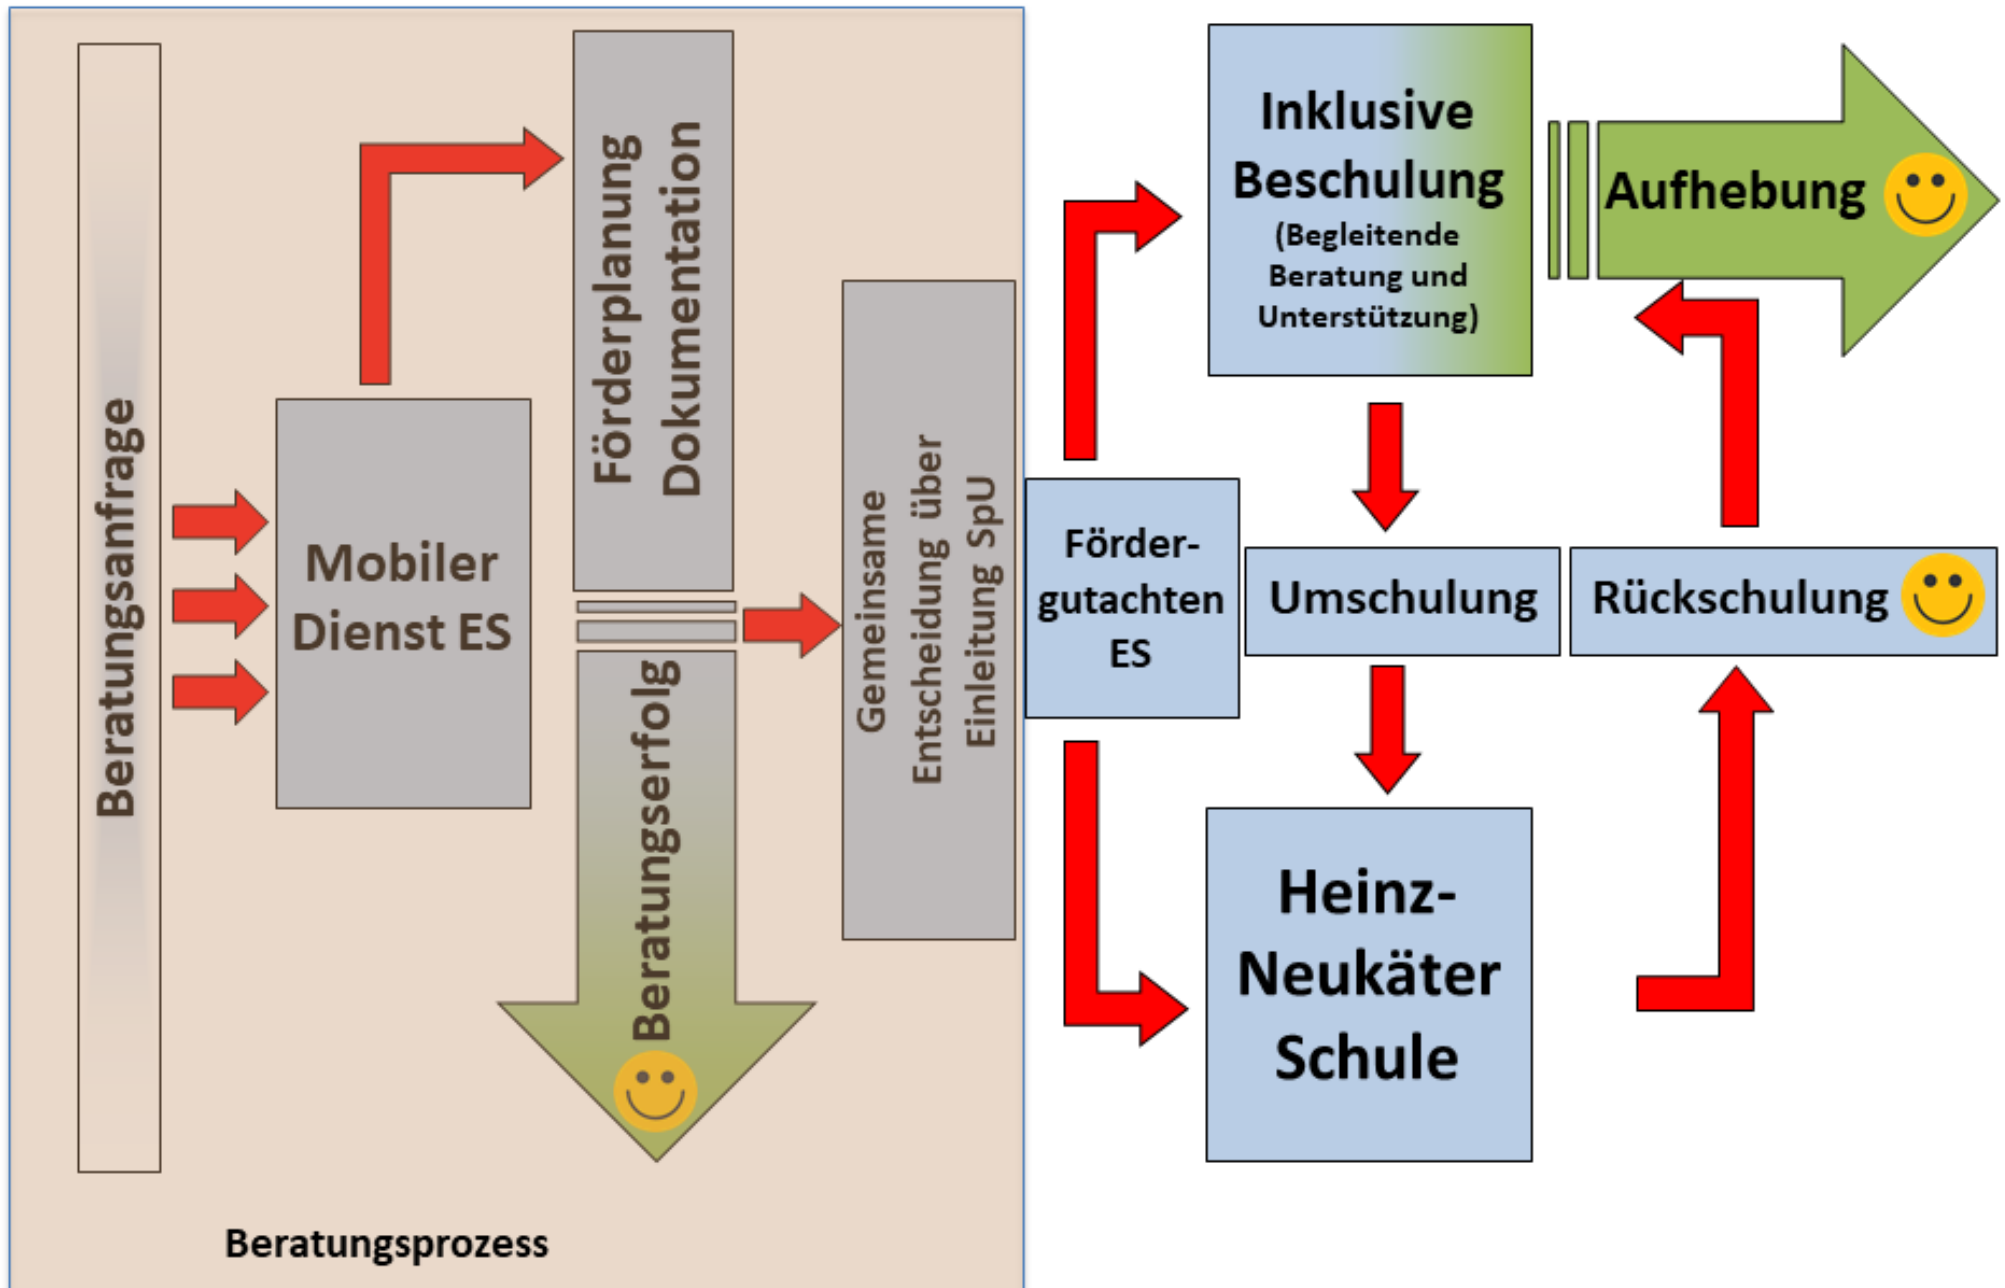 Beratungsanfrage
Mobiler
Dienst ES
Förderplanung
Dokumentation
Beratungserfolg
Gemeinsame
Entscheidung über
Einleitung SpU
Beratungsprozess
Förder-
gutachten
ES
Inklusive
Beschulung
(Begleitende
Beratung und
Unterstützung)
Aufhebung
Umschulung
Rückschulung
Heinz-
Neukäter
Schule